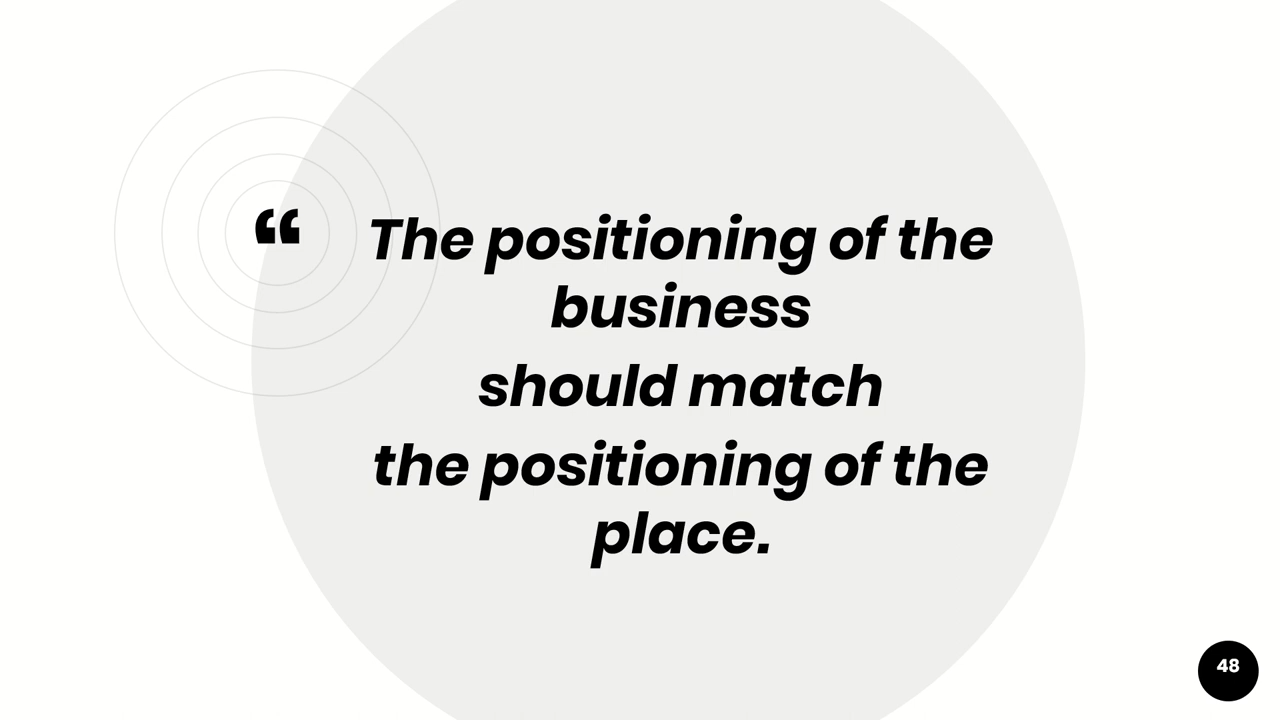 “ The positioning of the
business
should match
the positioning of the
place.
48